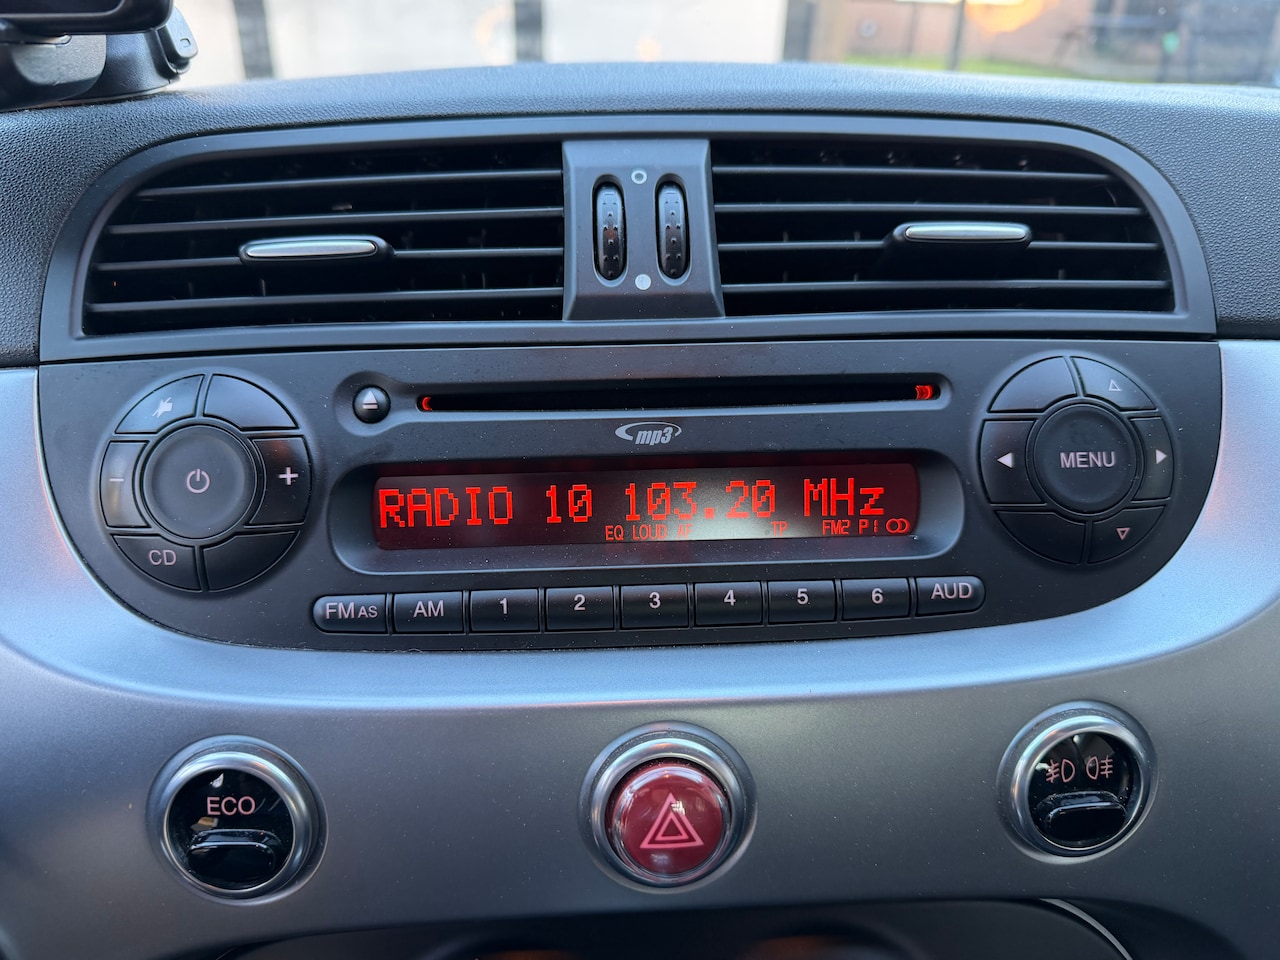 mp3
RADIO 10 103.20 MHz
EQ LOUD AF TP FM2 P1
− +
MENU
CD
FM AS AM 1 2 3 4 5 6 AUD
ECO